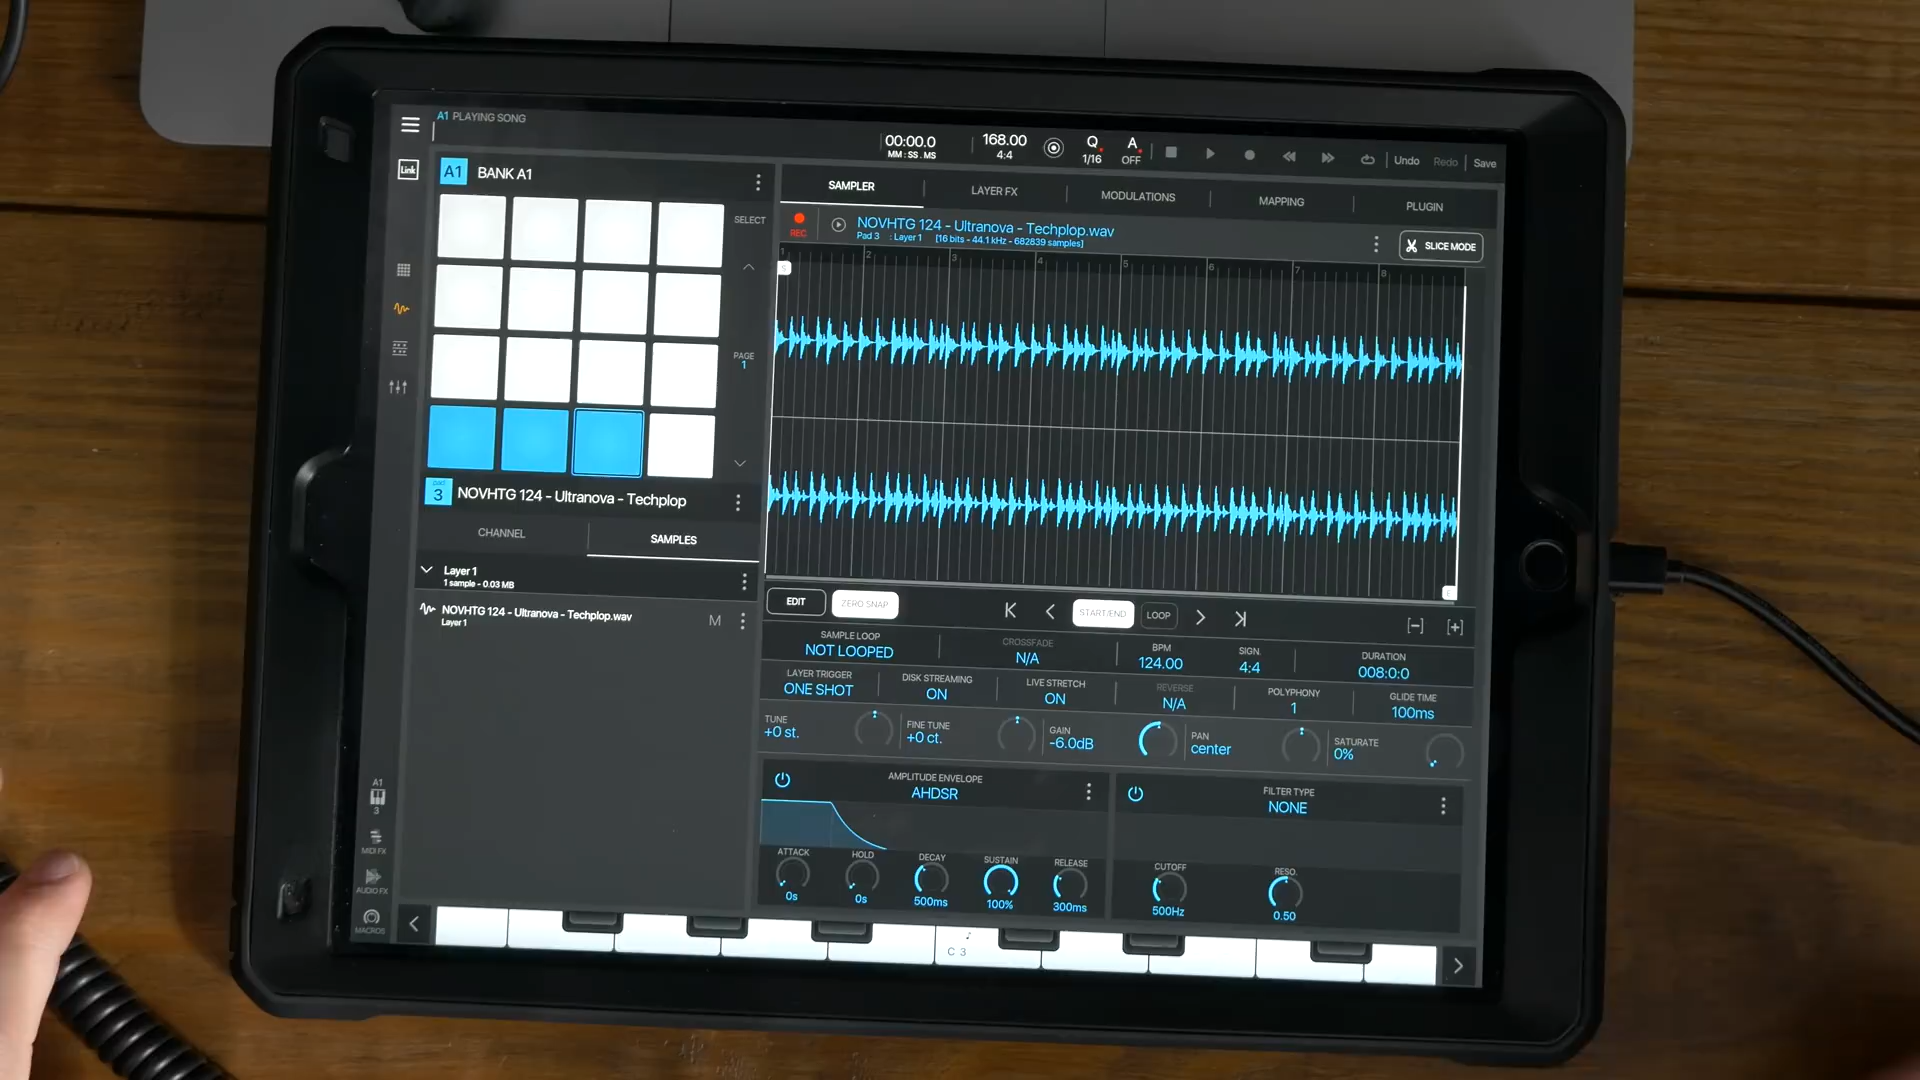 A1 PLAYING SONG
00:00.0
MM : SS . MS
168.00
4:4
Q
1/16
A
OFF
Undo
Redo
Save
Link
A1 BANK A1
SELECT
PAGE
1
SAMPLER
LAYER FX
MODULATIONS
MAPPING
PLUGIN
REC
NOVHTG 124 - Ultranova - Techplop.wav
Pad 3 : Layer 1 [16 bits - 44.1 kHz - 682839 samples]
SLICE MODE
1 2 3 4 5 6 7 8
S
E
pad
3
NOVHTG 124 - Ultranova - Techplop
CHANNEL
SAMPLES
Layer 1
1 sample - 0.03 MB
NOVHTG 124 - Ultranova - Techplop.wav
Layer 1
M
EDIT
ZERO SNAP
START/END
LOOP
[-]
[+]
SAMPLE LOOP
NOT LOOPED
CROSSFADE
N/A
BPM
124.00
SIGN.
4:4
DURATION
008:0:0
LAYER TRIGGER
ONE SHOT
DISK STREAMING
ON
LIVE STRETCH
ON
REVERSE
N/A
POLYPHONY
1
GLIDE TIME
100ms
TUNE
+0 st.
FINE TUNE
+0 ct.
GAIN
-6.0dB
PAN
center
SATURATE
0%
AMPLITUDE ENVELOPE
AHDSR
FILTER TYPE
NONE
ATTACK
0s
HOLD
0s
DECAY
500ms
SUSTAIN
100%
RELEASE
300ms
CUTOFF
500Hz
RESO.
0.50
A1
3
MIDI FX
AUDIO FX
MACROS
C 3